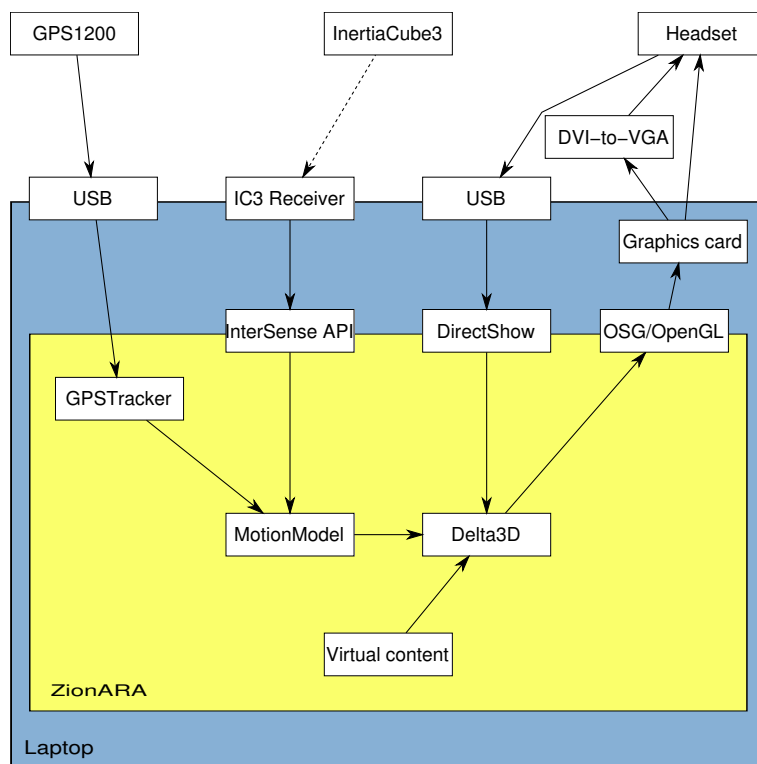 GPS1200
InertiaCube3
Headset
DVI-to-VGA
USB
IC3 Receiver
USB
Graphics card
InterSense API
DirectShow
OSG/OpenGL
GPSTracker
MotionModel
Delta3D
Virtual content
ZionARA
Laptop